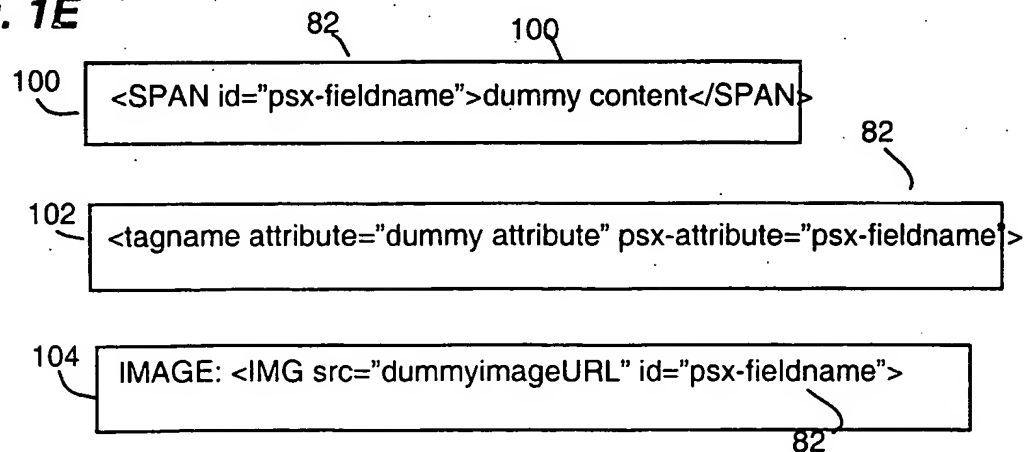 1E
82 100
100 <SPAN id="psx-fieldname">dummy content</SPAN>
82
102 <tagname attribute="dummy attribute" psx-attribute="psx-fieldname">
104 IMAGE: <IMG src="dummyimageURL" id="psx-fieldname">
82